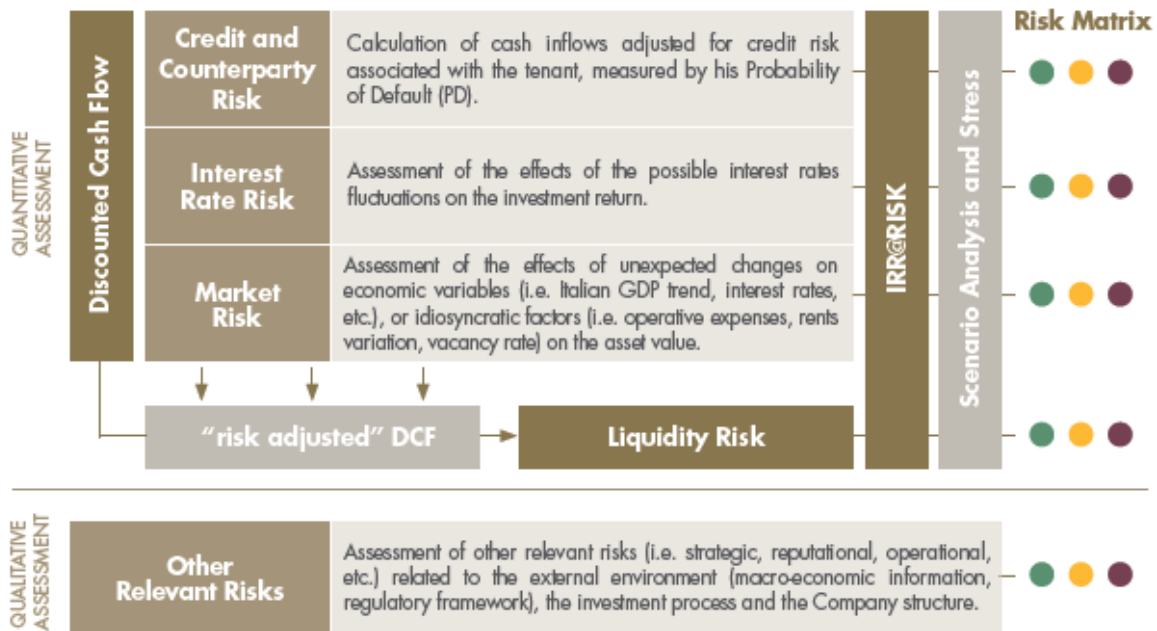 Risk Matrix
QUANTITATIVE
ASSESSMENT
Discounted Cash Flow
Credit and
Counterparty
Risk
Calculation of cash inflows adjusted for credit risk
associated with the tenant, measured by his Probability
of Default (PD).
Interest
Rate Risk
Assessment of the effects of the possible interest rates
fluctuations on the investment return.
Market
Risk
Assessment of the effects of unexpected changes on
economic variables (i.e. Italian GDP trend, interest rates,
etc.), or idiosyncratic factors (i.e. operative expenses, rents
variation, vacancy rate) on the asset value.
IRR@RISK
Scenario Analysis and Stress
“risk adjusted” DCF
Liquidity Risk
QUALITATIVE
ASSESSMENT
Other
Relevant Risks
Assessment of other relevant risks (i.e. strategic, reputational, operational,
etc.) related to the external environment (macro-economic information,
regulatory framework), the investment process and the Company structure.